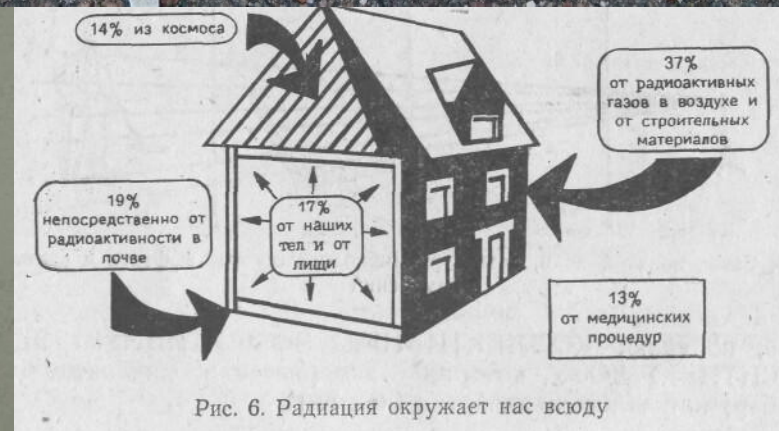 14% из космоса
37%
от радиоактивных
газов в воздухе и
от строительных
материалов
19%
непосредственно от
радиоактивности в
почве
17%
от наших
тел и от
пищи
13%
от медицинских
процедур
Рис. 6. Радиация окружает нас всюду